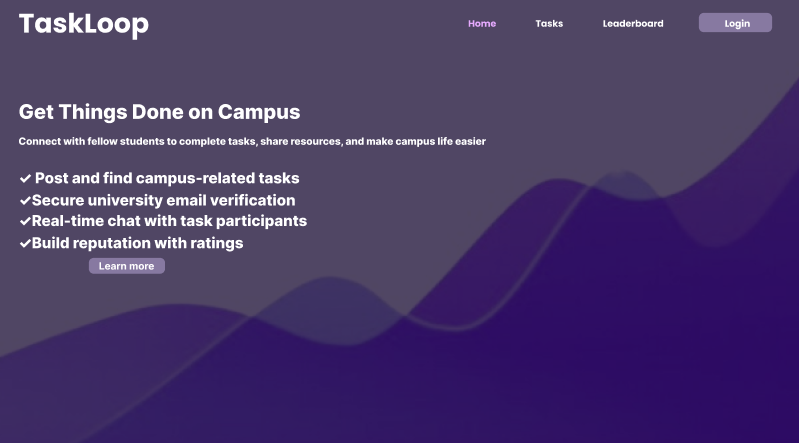 TaskLoop
Home Tasks Leaderboard Login
Get Things Done on Campus
Connect with fellow students to complete tasks, share resources, and make campus life easier
✓ Post and find campus-related tasks
✓Secure university email verification
✓Real-time chat with task participants
✓Build reputation with ratings
Learn more